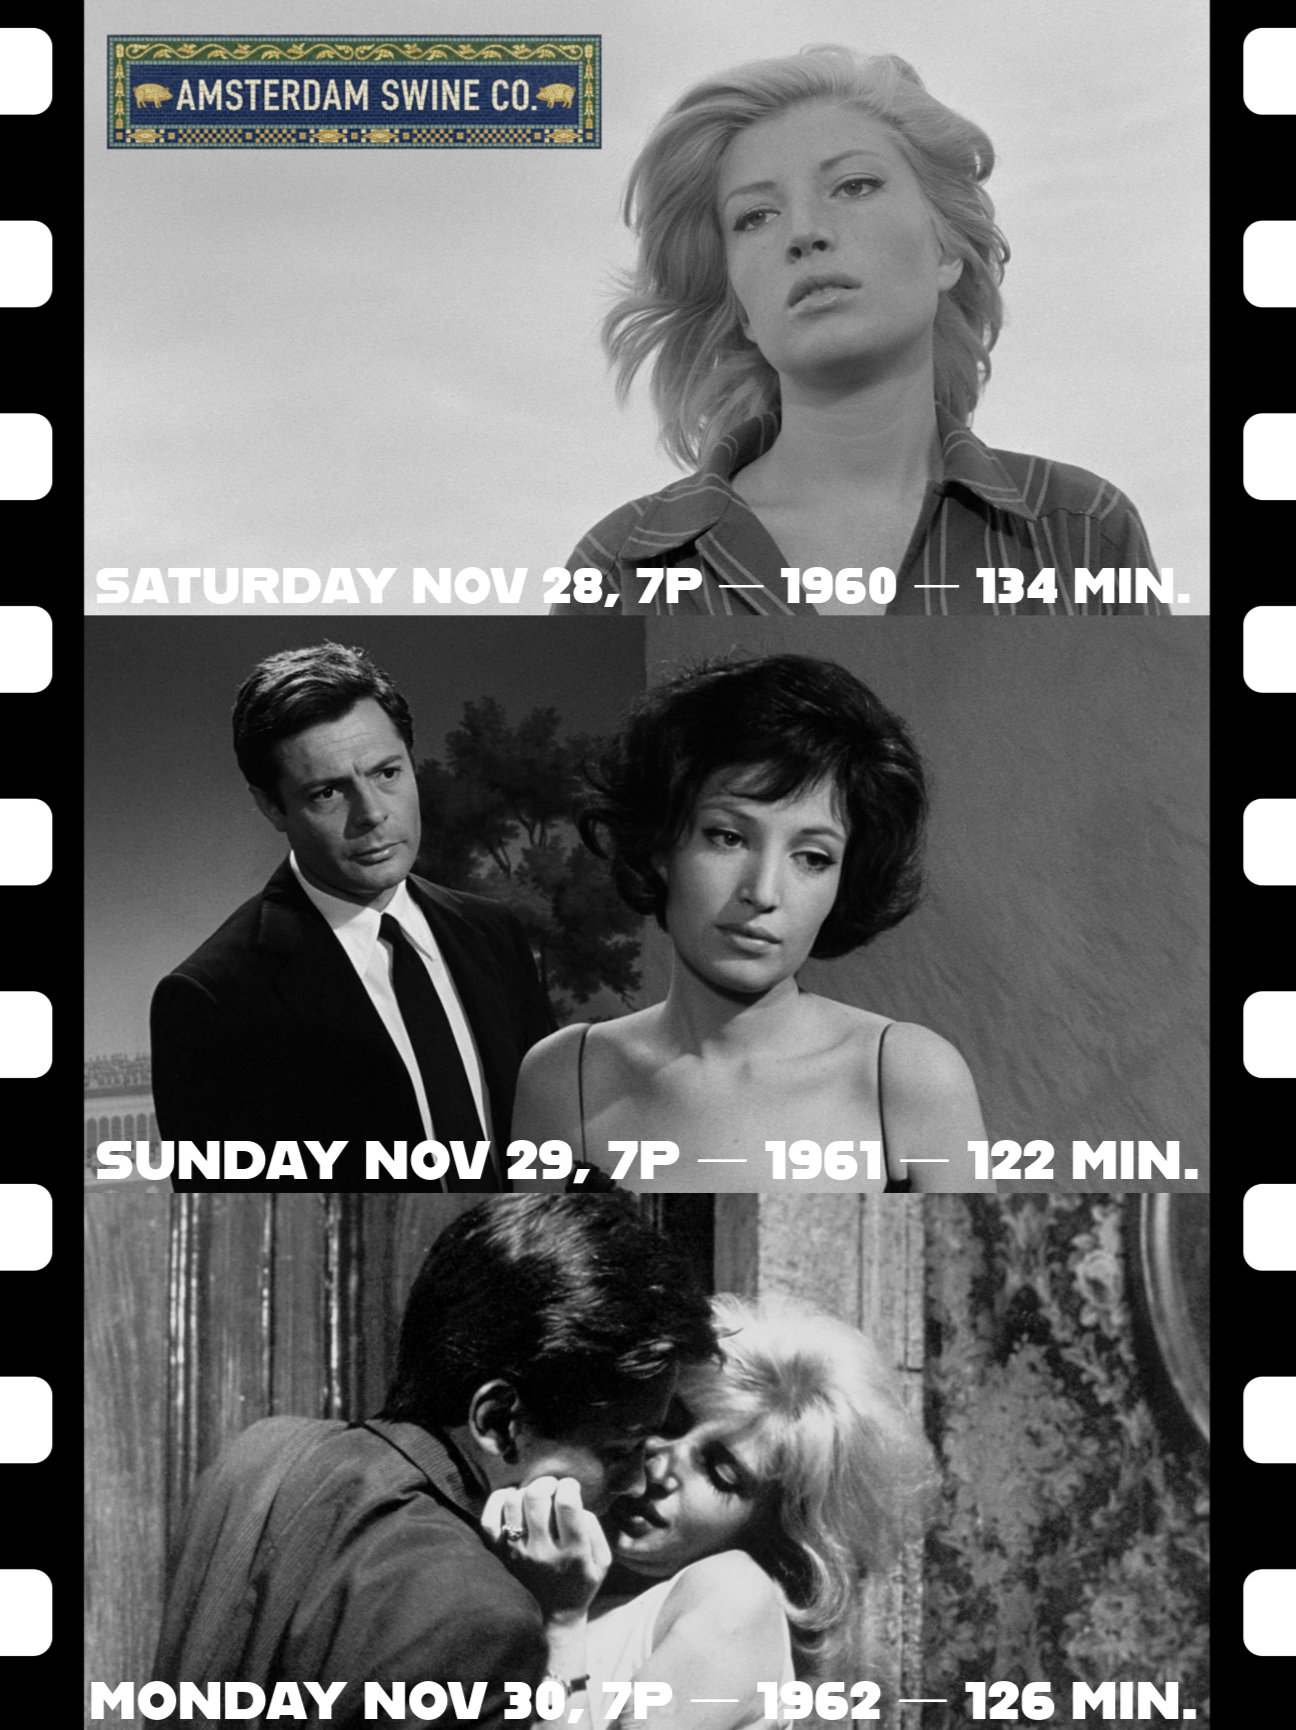 AMSTERDAM SWINE CO.
SATURDAY NOV 28, 7P — 1960 — 134 MIN.
SUNDAY NOV 29, 7P — 1961 — 122 MIN.
MONDAY NOV 30, 7P — 1962 — 126 MIN.